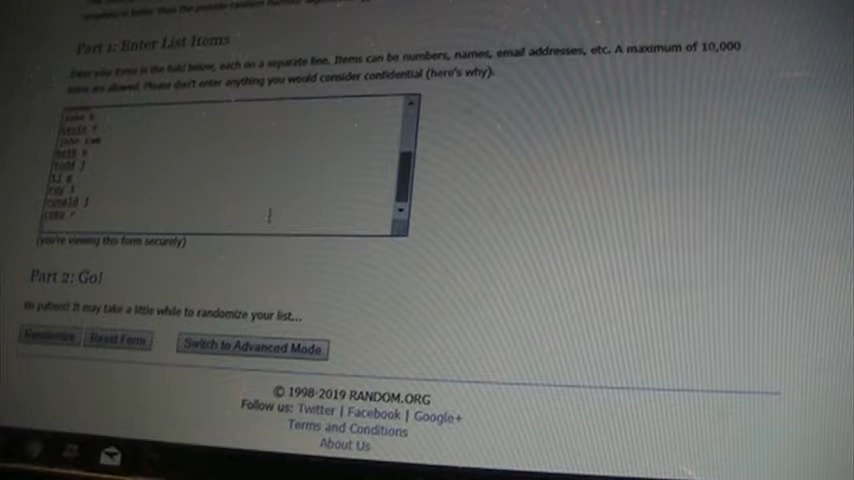 Part 1: Enter List Items
Enter your items in the field below, each on a separate line. Items can be numbers, names, email addresses, etc. A maximum of 10,000
items are allowed. Please don't enter anything you would consider confidential (here's why).
john
todd j
ronald j
(you're viewing this form securely)
Part 2: Go!
Be patient! It may take a little while to randomize your list...
Randomize Reset Form Switch to Advanced Mode
© 1998-2019 RANDOM.ORG
Follow us: Twitter | Facebook | Google+
Terms and Conditions
About Us